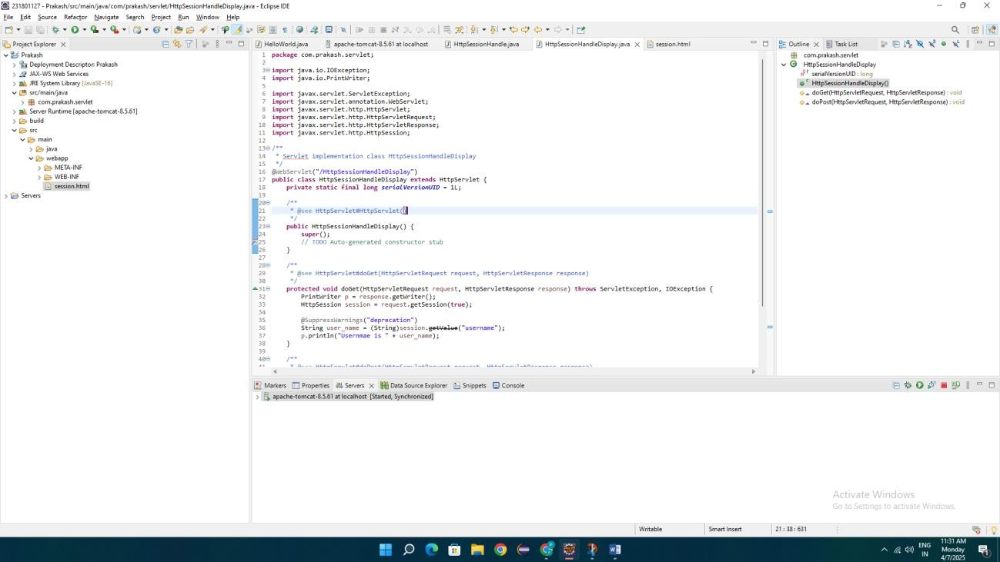 231801127 - Prakash/src/main/java/com/prakash/servlet/HttpSessionHandleDisplay.java - Eclipse IDE
File Edit Source Refactor Navigate Search Project Run Window Help
Project Explorer
Prakash
Deployment Descriptor: Prakash
JAX-WS Web Services
JRE System Library [JavaSE-16]
src/main/java
com.prakash.servlet
Server Runtime [apache-tomcat-8.5.61]
build
src
main
java
webapp
META-INF
WEB-INF
session.html
Servers
HelloWorld.java apache-tomcat-8.5.61 at localhost HttpSessionHandle.java HttpSessionHandleDisplay.java session.html
1 package com.prakash.servlet;
2
3 import java.io.IOException;
4 import java.io.PrintWriter;
5
6 import javax.servlet.ServletException;
7 import javax.servlet.annotation.WebServlet;
8 import javax.servlet.http.HttpServlet;
9 import javax.servlet.http.HttpServletRequest;
10 import javax.servlet.http.HttpServletResponse;
11 import javax.servlet.http.HttpSession;
12
13 /**
14 * Servlet implementation class HttpSessionHandleDisplay
15 */
16 @WebServlet("/HttpSessionHandleDisplay")
17 public class HttpSessionHandleDisplay extends HttpServlet {
18 private static final long serialVersionUID = 1L;
19
20 /**
21 * @see HttpServlet#HttpServlet()
22 */
23 public HttpSessionHandleDisplay() {
24 super();
25 // TODO Auto-generated constructor stub
26 }
27
28 /**
29 * @see HttpServlet#doGet(HttpServletRequest request, HttpServletResponse response)
30 */
31 protected void doGet(HttpServletRequest request, HttpServletResponse response) throws ServletException, IOException {
32 PrintWriter p = response.getWriter();
33 HttpSession session = request.getSession(true);
34
35 @SuppressWarnings("deprecation")
36 String user_name = (String)session.getValue("username");
37 p.println("Usernmae is " + user_name);
38 }
39
40 /**
Outline Task List
com.prakash.servlet
HttpSessionHandleDisplay
serialVersionUID : long
HttpSessionHandleDisplay()
doGet(HttpServletRequest, HttpServletResponse) : void
doPost(HttpServletRequest, HttpServletResponse) : void
Markers Properties Servers Data Source Explorer Snippets Console
apache-tomcat-8.5.61 at localhost [Started, Synchronized]
Activate Windows
Go to Settings to activate Windows.
Writable Smart Insert 21 : 38 : 631
ENG
IN
11:31 AM
Monday
4/7/2025